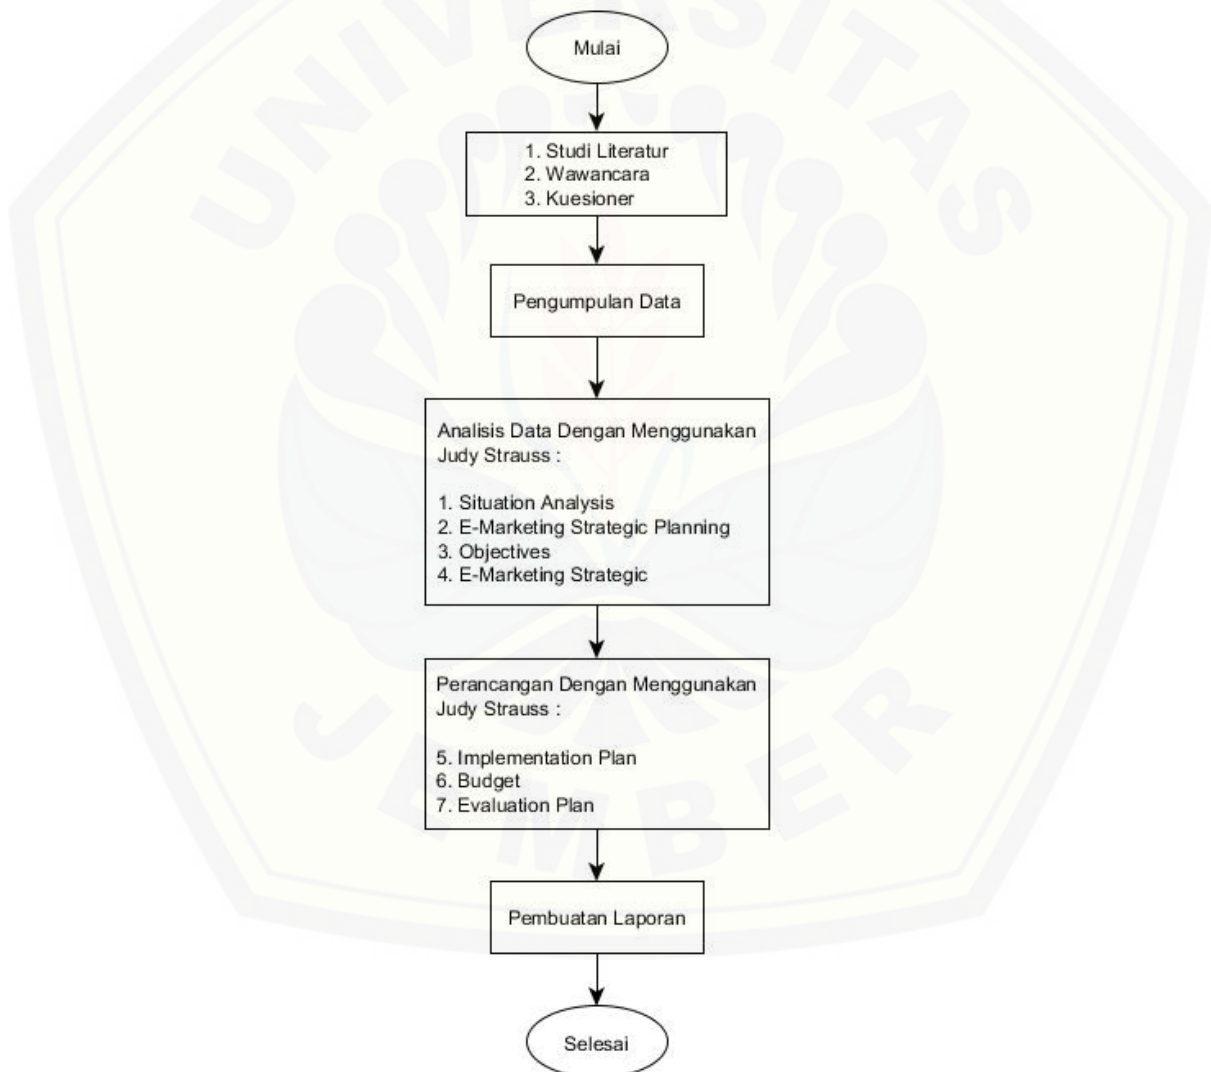 UNIVERSITAS
Mulai
1. Studi Literatur
2. Wawancara
3. Kuesioner
Pengumpulan Data
Analisis Data Dengan Menggunakan
Judy Strauss :
1. Situation Analysis
2. E-Marketing Strategic Planning
3. Objectives
4. E-Marketing Strategic
Perancangan Dengan Menggunakan
Judy Strauss :
5. Implementation Plan
6. Budget
7. Evaluation Plan
JEMBER
Pembuatan Laporan
Selesai